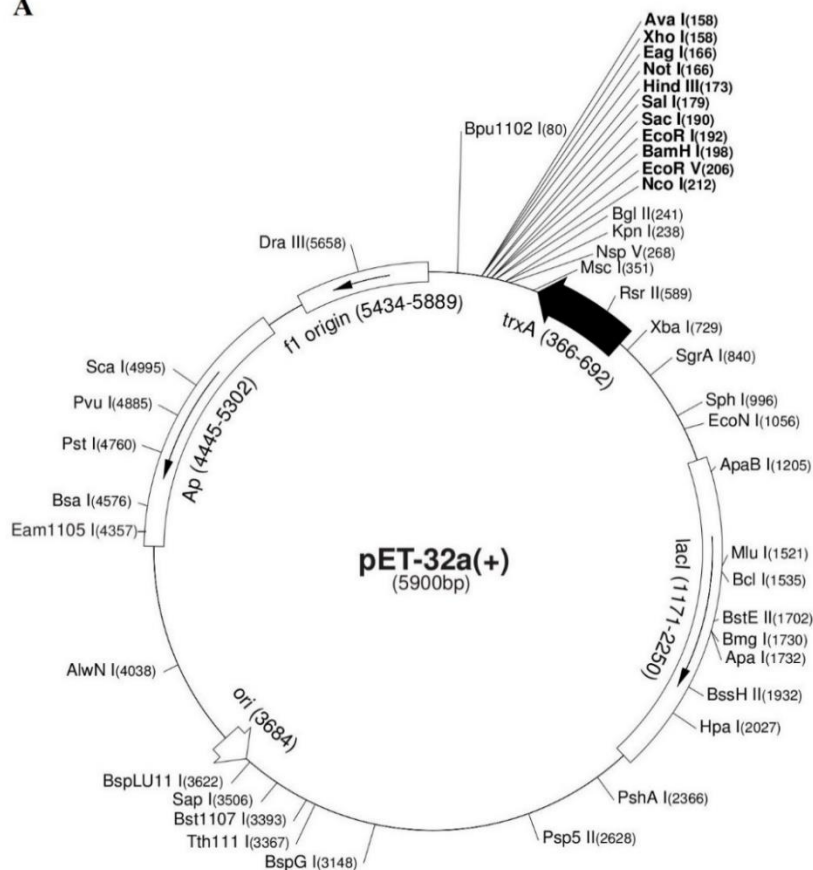 A
Ava I(158)
Xho I(158)
Eag I(166)
Not I(166)
Hind III(173)
Sal I(179)
Sac I(190)
EcoR I(192)
BamH I(198)
EcoR V(206)
Nco I(212)
Bpu1102 I(80)
Bgl II(241)
Kpn I(238)
Nsp V(268)
Msc I(351)
Rsr II(589)
Xba I(729)
SgrA I(840)
Sph I(996)
EcoN I(1056)
ApaB I(1205)
Mlu I(1521)
Bcl I(1535)
BstE II(1702)
Bmg I(1730)
Apa I(1732)
BssH II(1932)
Hpa I(2027)
PshA I(2366)
Psp5 II(2628)
BspG I(3148)
Tth111 I(3367)
Bst1107 I(3393)
Sap I(3506)
BspLU11 I(3622)
AlwN I(4038)
Eam1105 I(4357)
Bsa I(4576)
Pst I(4760)
Pvu I(4885)
Sca I(4995)
Dra III(5658)
f1 origin (5434-5889)
trxA (366-692)
Ap (4445-5302)
lacI (1171-2250)
ori (3684)
pET-32a(+)
(5900bp)